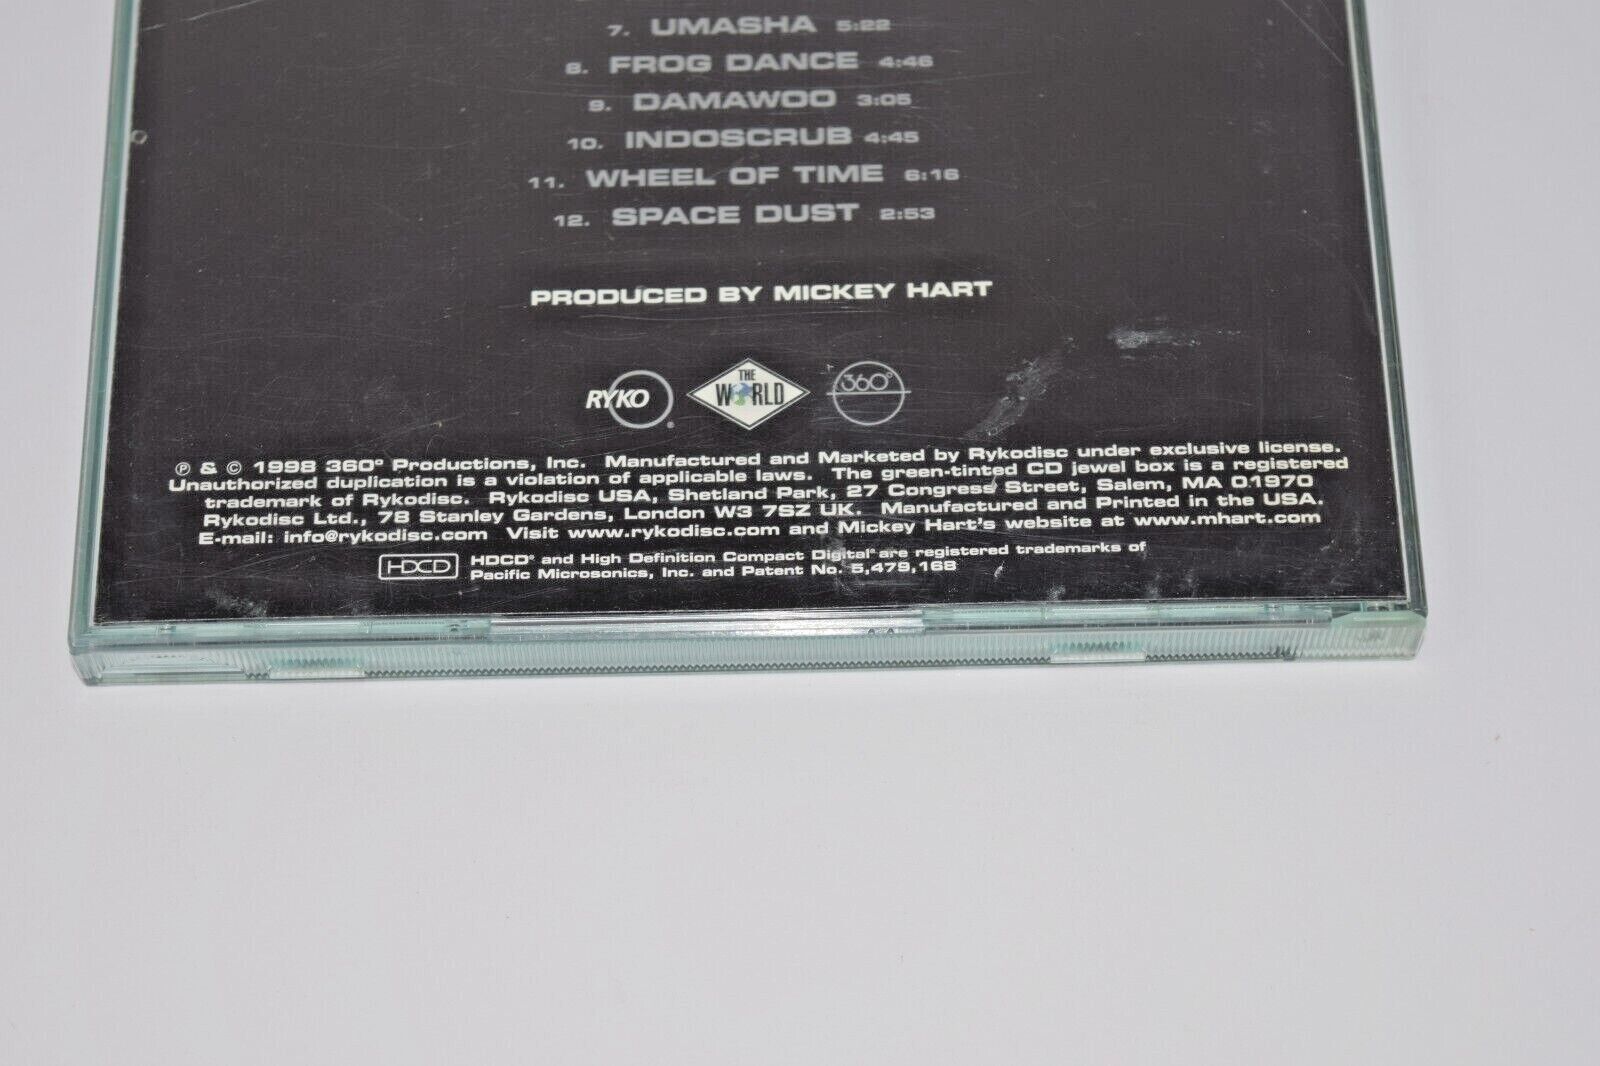 7. UMASHA 5:22
8. FROG DANCE 4:46
9. DAMAWOO 3:05
10. INDOSCRUB 4:45
11. WHEEL OF TIME 6:16
12. SPACE DUST 2:53
PRODUCED BY MICKEY HART
RYKO
THE
WORLD
360°
℗ & © 1998 360° Productions, Inc. Manufactured and Marketed by Rykodisc under exclusive license.
Unauthorized duplication is a violation of applicable laws. The green-tinted CD jewel box is a registered
trademark of Rykodisc. Rykodisc USA, Shetland Park, 27 Congress Street, Salem, MA 01970
Rykodisc Ltd., 78 Stanley Gardens, London W3 7SZ UK. Manufactured and Printed in the USA.
E-mail: info@rykodisc.com Visit www.rykodisc.com and Mickey Hart's website at www.mhart.com
HDCD
HDCD® and High Definition Compact Digital® are registered trademarks of
Pacific Microsonics, Inc. and Patent No. 5,479,168